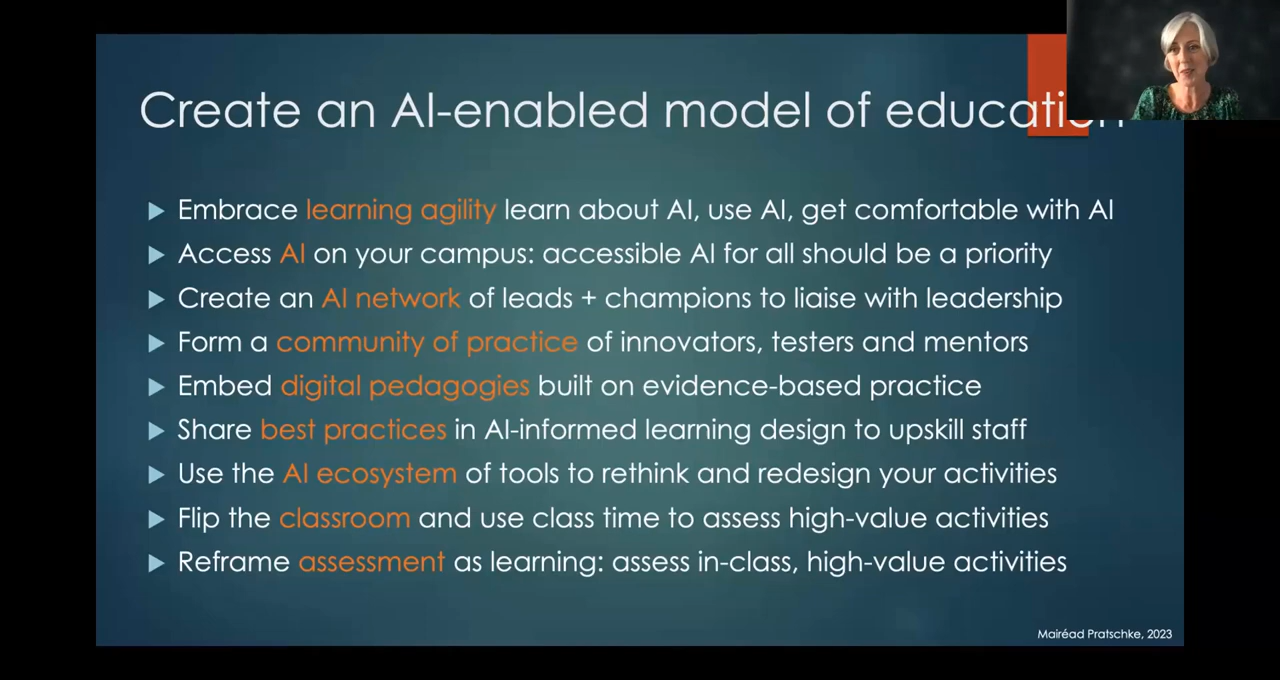 Create an AI-enabled model of education
Embrace learning agility learn about AI, use AI, get comfortable with AI
Access AI on your campus: accessible AI for all should be a priority
Create an AI network of leads + champions to liaise with leadership
Form a community of practice of innovators, testers and mentors
Embed digital pedagogies built on evidence-based practice
Share best practices in AI-informed learning design to upskill staff
Use the AI ecosystem of tools to rethink and redesign your activities
Flip the classroom and use class time to assess high-value activities
Reframe assessment as learning: assess in-class, high-value activities
Mairéad Pratschke, 2023